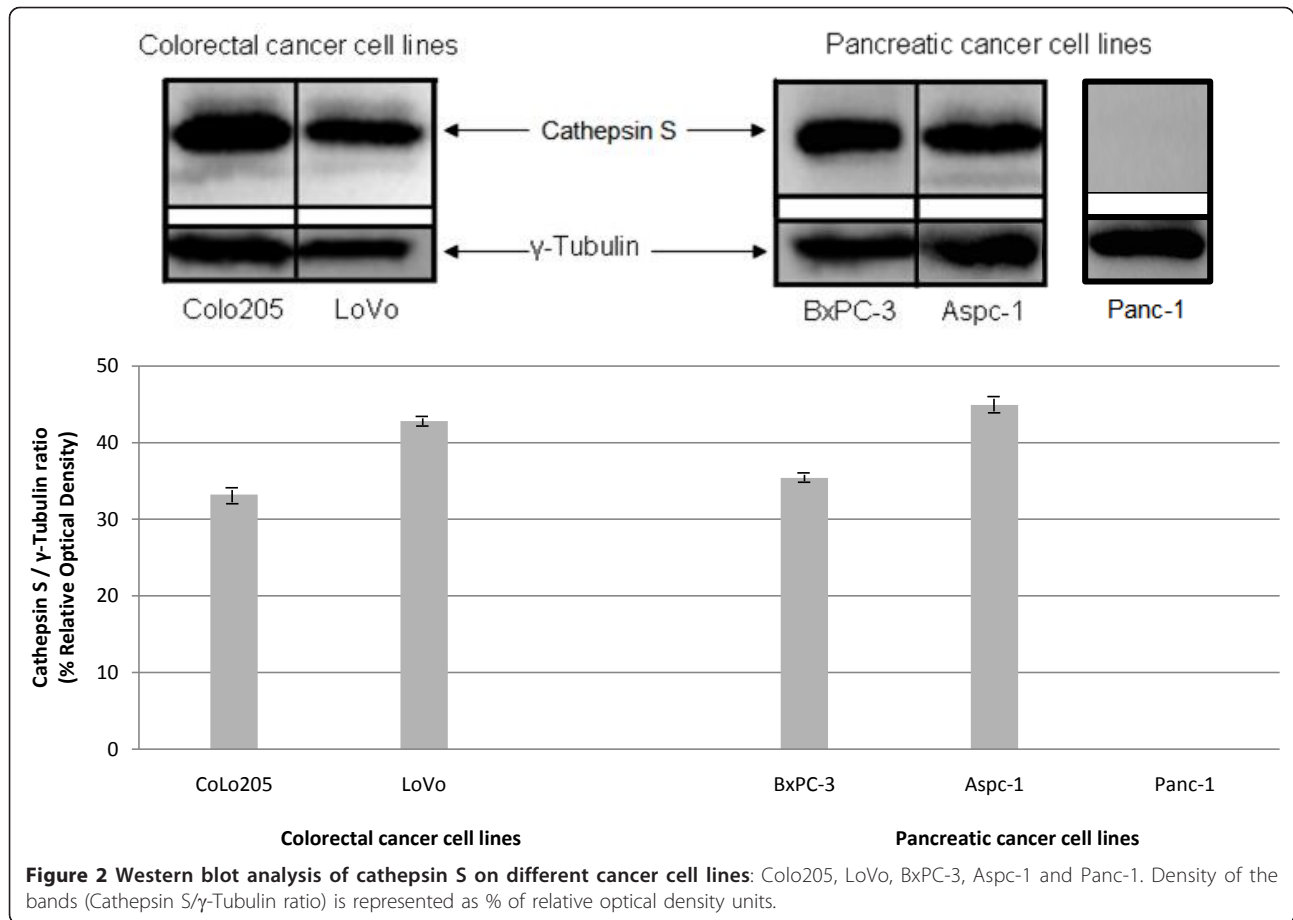 Colorectal cancer cell lines
Pancreatic cancer cell lines
Cathepsin S
γ-Tubulin
Colo205 LoVo
BxPC-3 Aspc-1 Panc-1
Cathepsin S / γ-Tubulin ratio
(% Relative Optical Density)
50
40
30
20
10
0
CoLo205 LoVo BxPC-3 Aspc-1 Panc-1
Colorectal cancer cell lines Pancreatic cancer cell lines
Figure 2 Western blot analysis of cathepsin S on different cancer cell lines: Colo205, LoVo, BxPC-3, Aspc-1 and Panc-1. Density of the
bands (Cathepsin S/γ-Tubulin ratio) is represented as % of relative optical density units.